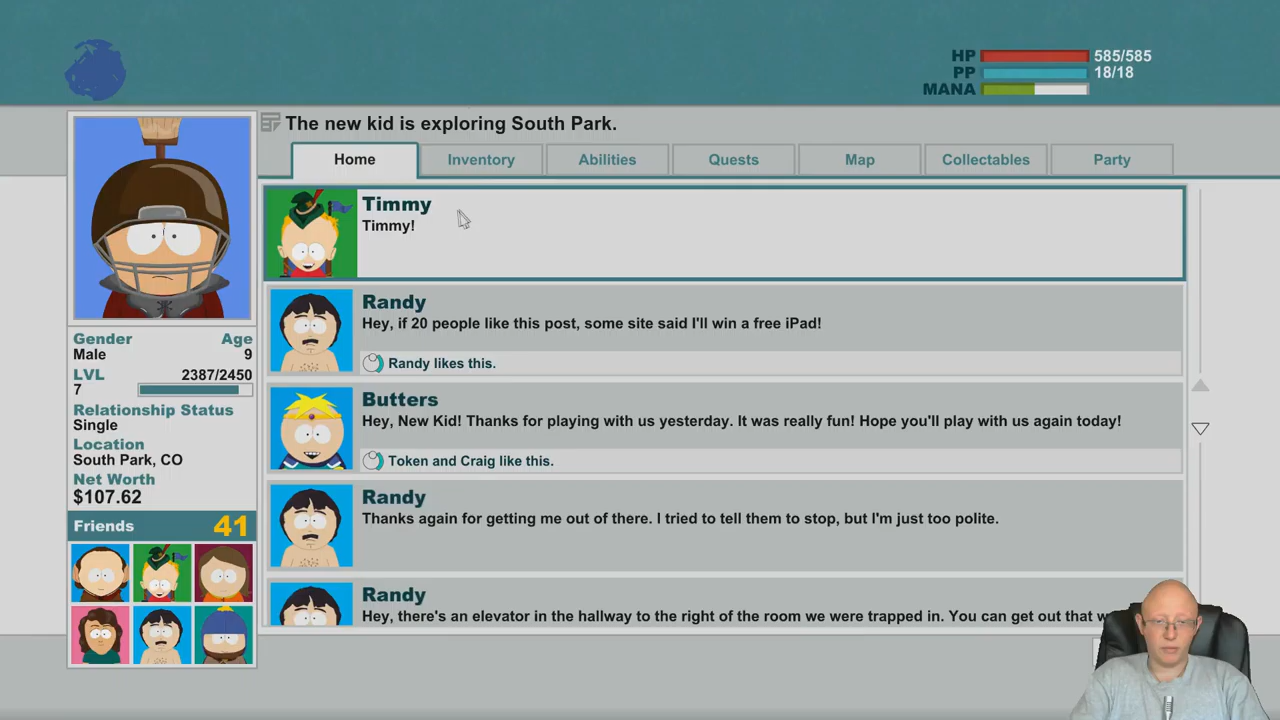 HP 585/585
PP 18/18
MANA
The new kid is exploring South Park.
Home Inventory Abilities Quests Map Collectables Party
Timmy
Timmy!
Randy
Hey, if 20 people like this post, some site said I'll win a free iPad!
Randy likes this.
Butters
Hey, New Kid! Thanks for playing with us yesterday. It was really fun! Hope you'll play with us again today!
Token and Craig like this.
Randy
Thanks again for getting me out of there. I tried to tell them to stop, but I'm just too polite.
Randy
Hey, there's an elevator in the hallway to the right of the room we were trapped in. You can get out that
Gender Age
Male 9
LVL 2387/2450
7
Relationship Status
Single
Location
South Park, CO
Net Worth
$107.62
Friends 41